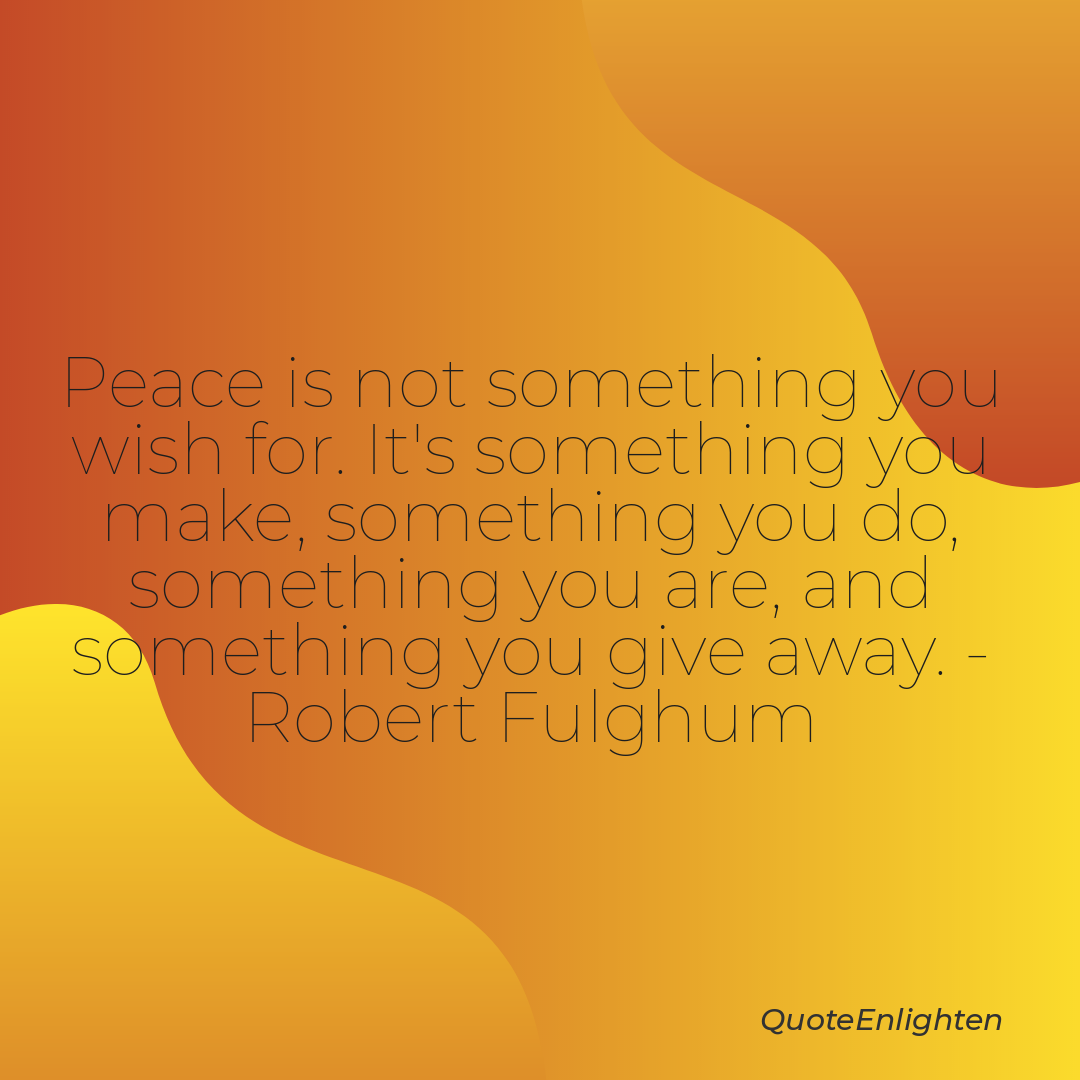 Peace is not something you
wish for. It's something you
make, something you do,
something you are, and
something you give away. -
Robert Fulghum
QuoteEnlighten